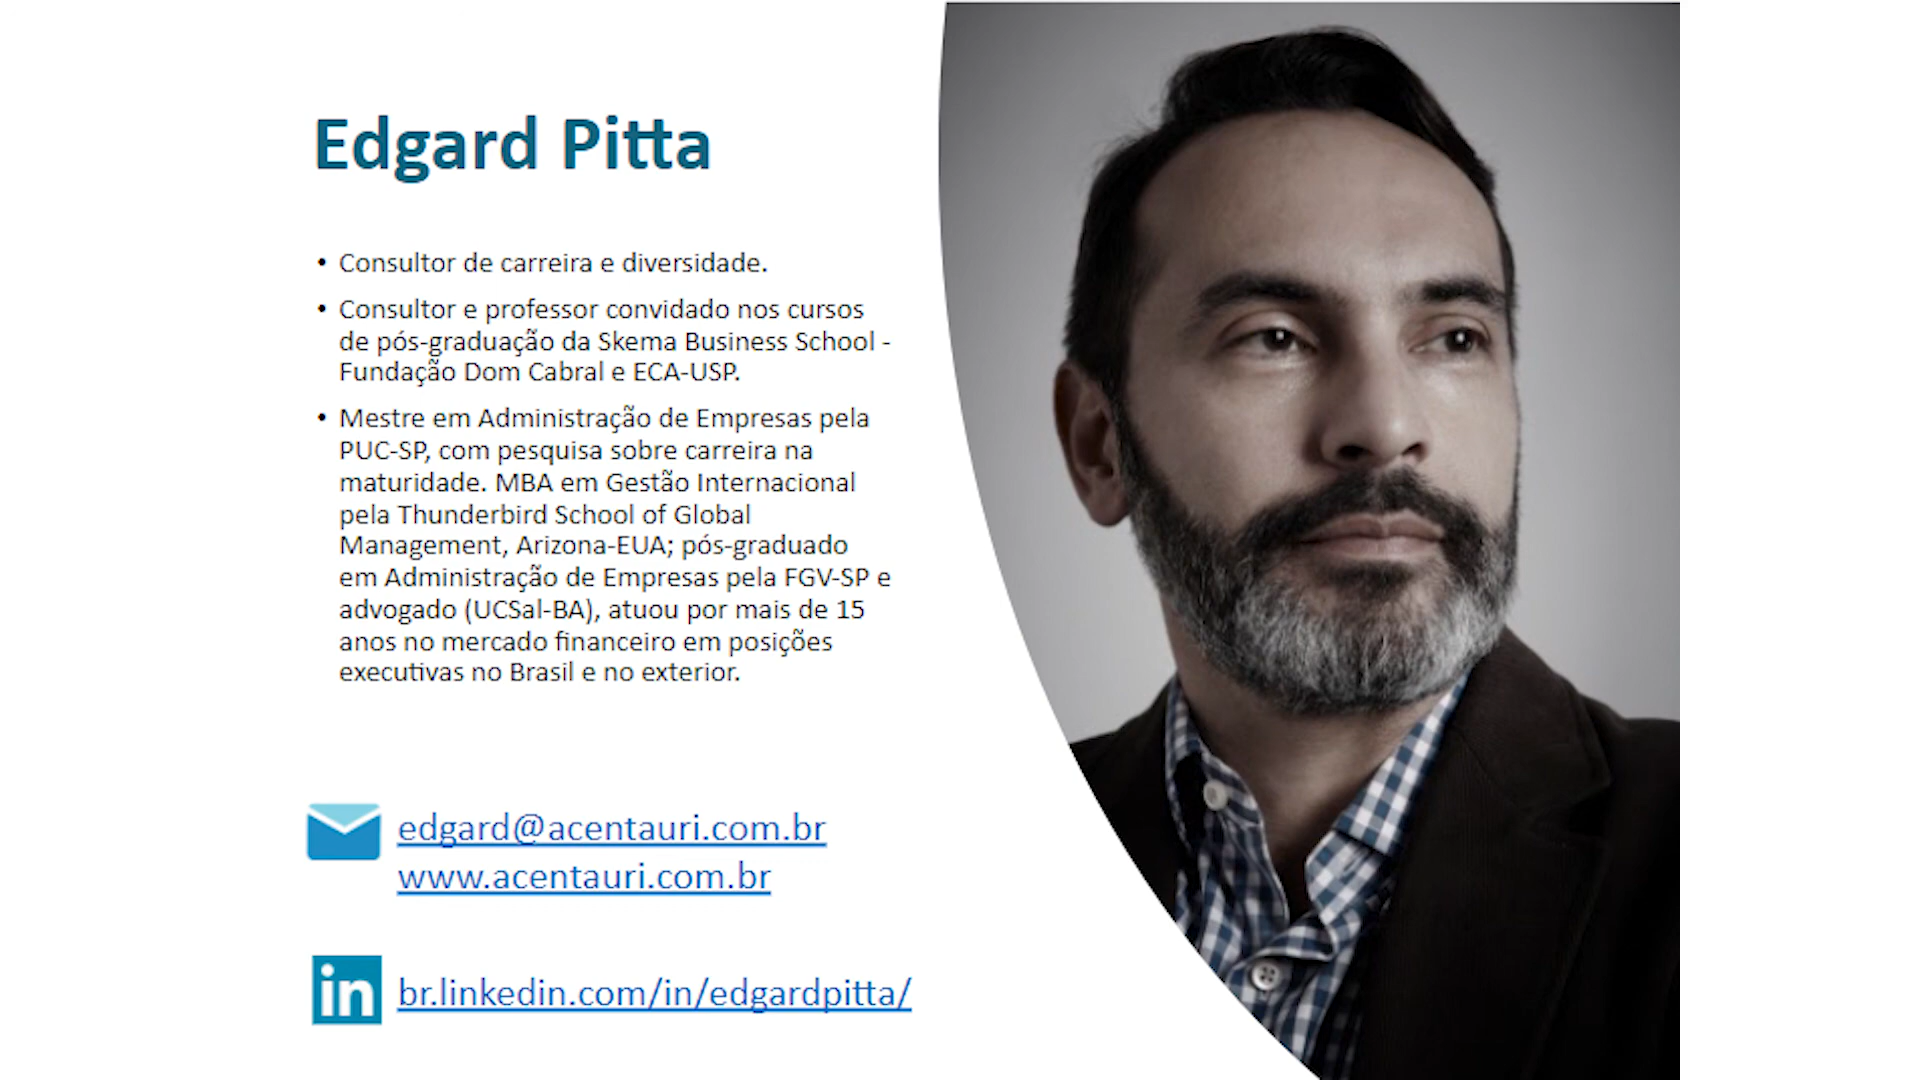 Edgard Pitta
• Consultor de carreira e diversidade.
• Consultor e professor convidado nos cursos
de pós-graduação da Skema Business School -
Fundação Dom Cabral e ECA-USP.
• Mestre em Administração de Empresas pela
PUC-SP, com pesquisa sobre carreira na
maturidade. MBA em Gestão Internacional
pela Thunderbird School of Global
Management, Arizona-EUA; pós-graduado
em Administração de Empresas pela FGV-SP e
advogado (UCSal-BA), atuou por mais de 15
anos no mercado financeiro em posições
executivas no Brasil e no exterior.
edgard@acentauri.com.br
www.acentauri.com.br
in br.linkedin.com/in/edgardpitta/